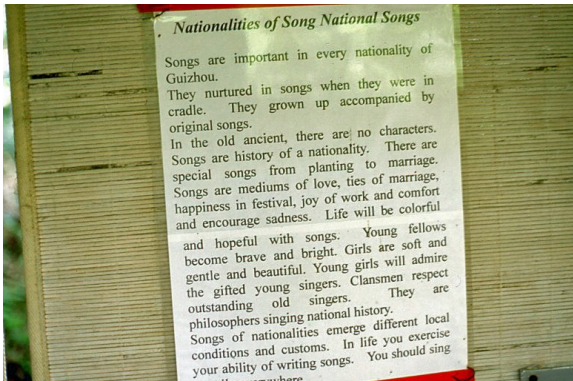 Nationalities of Song National Songs
Songs are important in every nationality of
Guizhou.
They nurtured in songs when they were in
cradle. They grown up accompanied by
original songs.
In the old ancient, there are no characters.
Songs are history of a nationality. There are
special songs from planting to marriage.
Songs are mediums of love, ties of marriage,
happiness in festival, joy of work and comfort
and encourage sadness. Life will be colorful
and hopeful with songs. Young fellows
become brave and bright. Girls are soft and
gentle and beautiful. Young girls will admire
the gifted young singers. Clansmen respect
outstanding old singers. They are
philosophers singing national history.
Songs of nationalities emerge different local
conditions and customs. In life you exercise
your ability of writing songs. You should sing